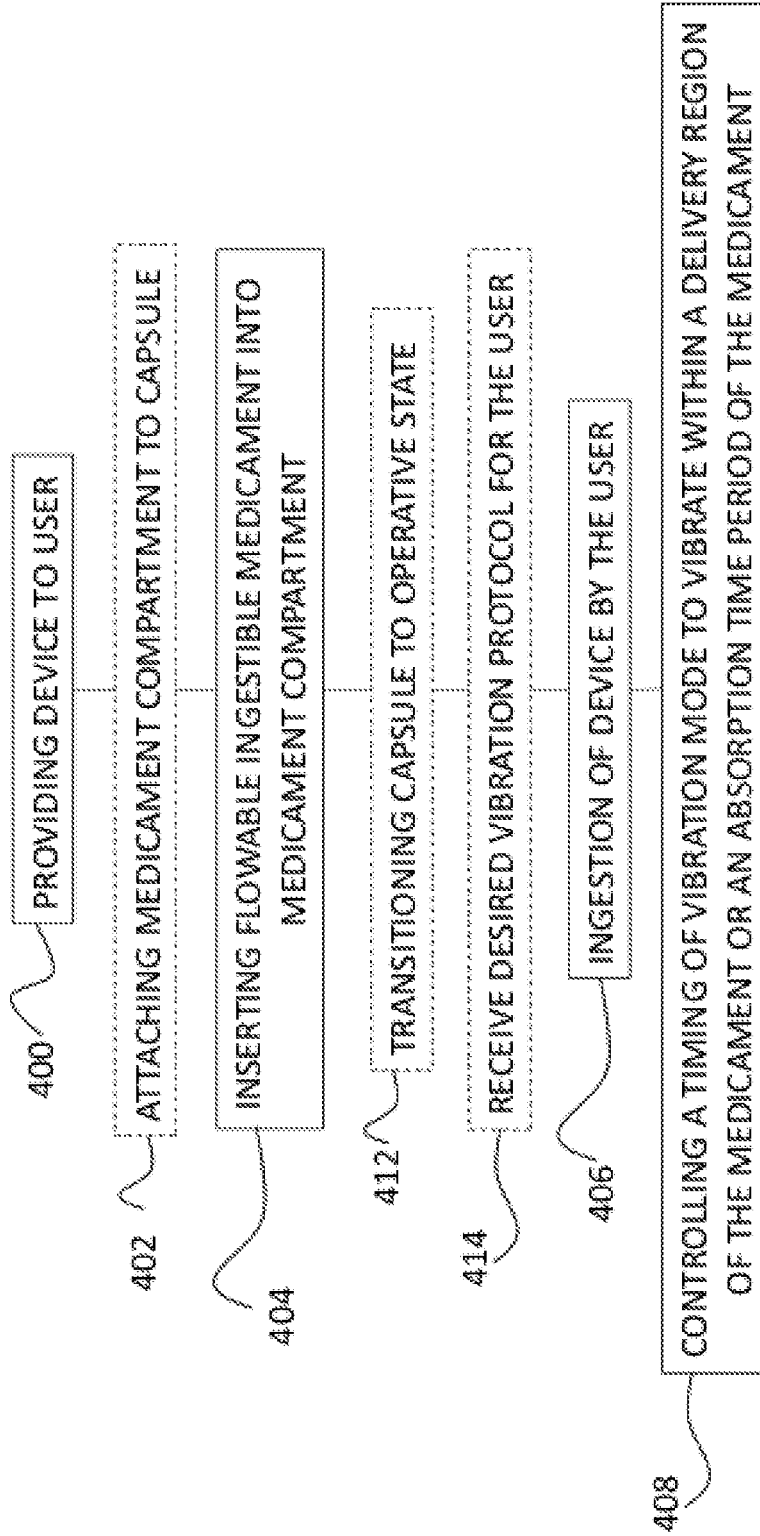 400
PROVIDING DEVICE TO USER
402
ATTACHING MEDICAMENT COMPARTMENT TO CAPSULE
404
INSERTING FLOWABLE INGESTIBLE MEDICAMENT INTO
MEDICAMENT COMPARTMENT
412
TRANSITIONING CAPSULE TO OPERATIVE STATE
414
RECEIVE DESIRED VIBRATION PROTOCOL FOR THE USER
406
INGESTION OF DEVICE BY THE USER
408
CONTROLLING A TIMING OF VIBRATION MODE TO VIBRATE WITHIN A DELIVERY REGION
OF THE MEDICAMENT OR AN ABSORPTION TIME PERIOD OF THE MEDICAMENT